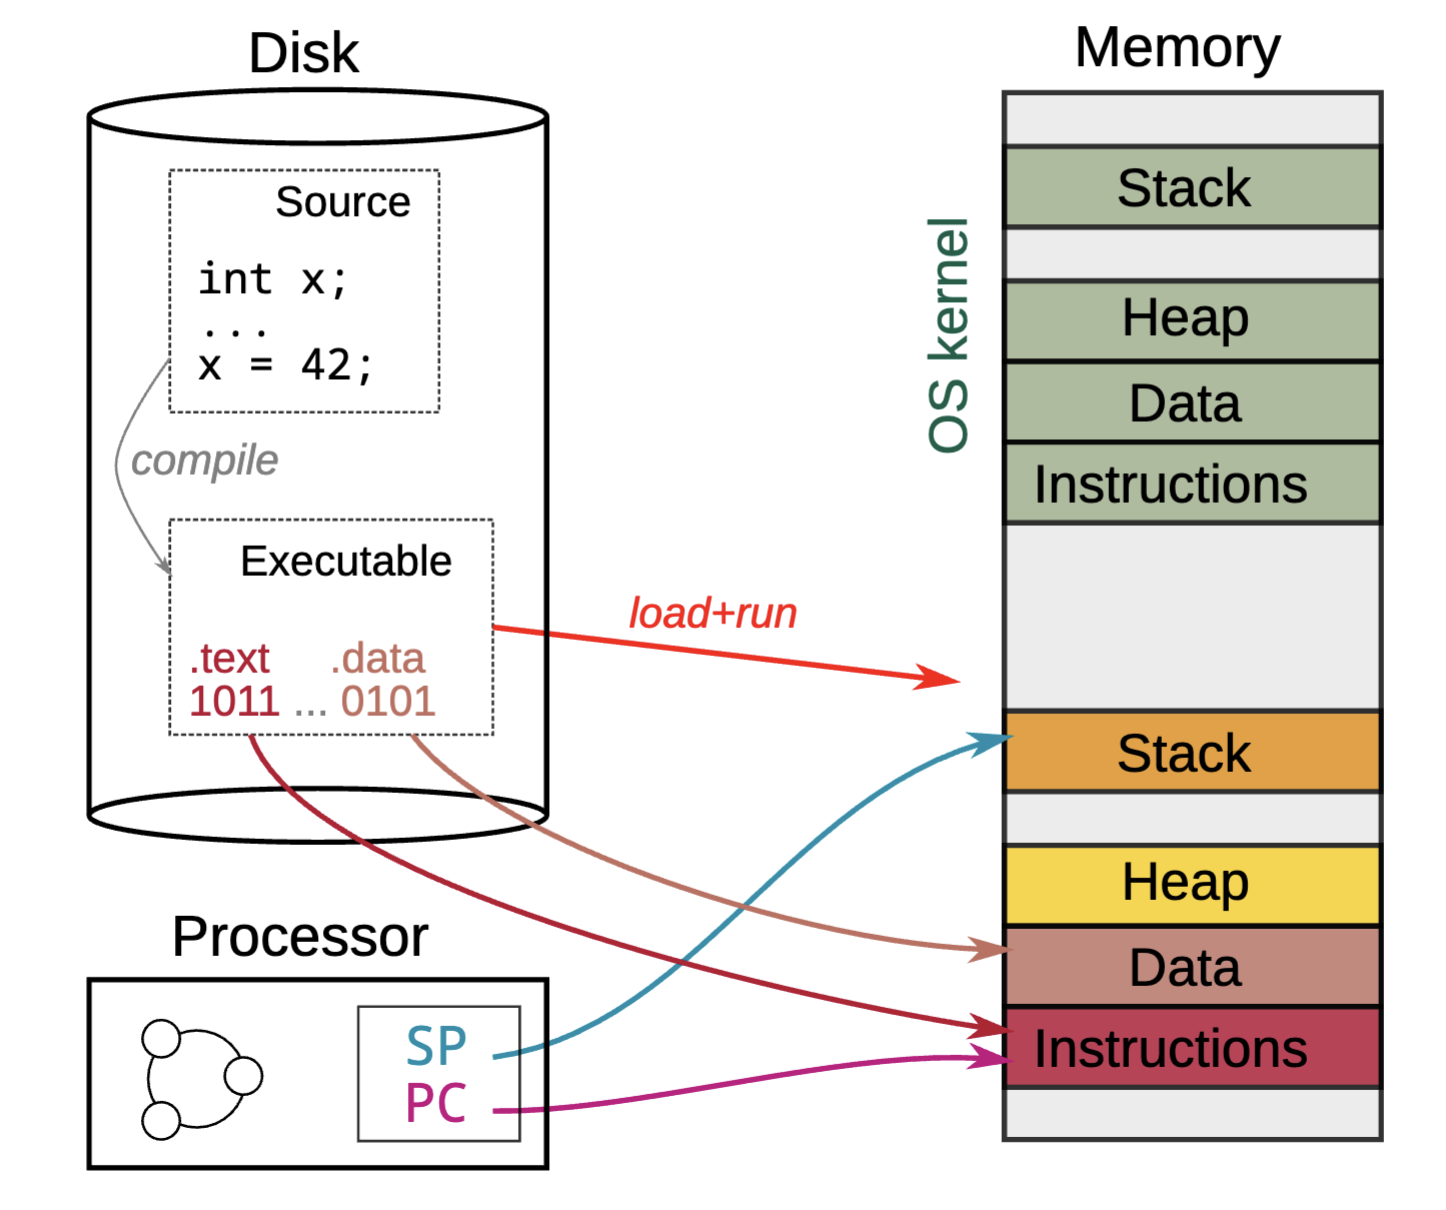 Disk
Source
int x;
...
x = 42;
compile
Executable
.text .data
1011 ... 0101
load+run
Processor
SP
PC
Memory
OS kernel
Stack
Heap
Data
Instructions
Stack
Heap
Data
Instructions